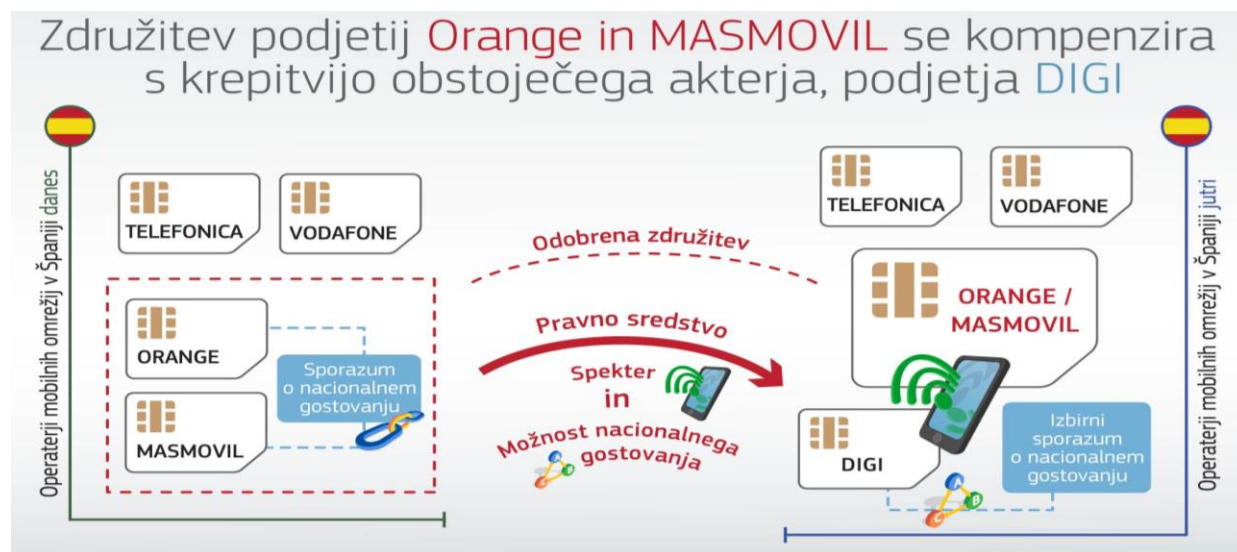 Združitev podjetij Orange in MASMOVIL se kompenzira
s krepitvijo obstoječega akterja, podjetja DIGI
Operaterji mobilnih omrežij v Španiji danes
TELEFONICA
VODAFONE
ORANGE
MASMOVIL
Sporazum
o nacionalnem
gostovanju
Odobrena združitev
Pravno sredstvo
Spekter
in
Možnost nacionalnega
gostovanja
TELEFONICA
VODAFONE
ORANGE /
MASMOVIL
DIGI
Izbirni
sporazum
o nacionalnem
gostovanju
A
B
C
Operaterji mobilnih omrežij v Španiji jutri